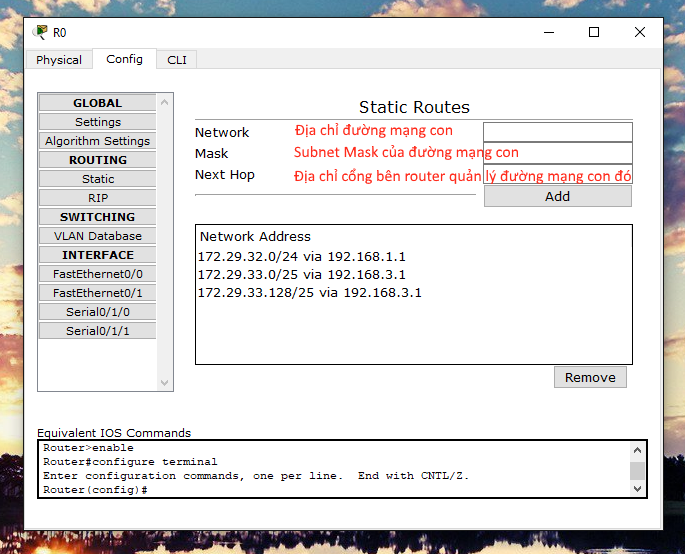 R0
Physical
Config
CLI
GLOBAL
Settings
Algorithm Settings
ROUTING
Static
RIP
SWITCHING
VLAN Database
INTERFACE
FastEthernet0/0
FastEthernet0/1
Serial0/1/0
Serial0/1/1
Static Routes
Network Địa chỉ đường mạng con
Mask Subnet Mask của đường mạng con
Next Hop Địa chỉ cổng bên router quản lý đường mạng con đó
Add
Network Address
172.29.32.0/24 via 192.168.1.1
172.29.33.0/25 via 192.168.3.1
172.29.33.128/25 via 192.168.3.1
Remove
Equivalent IOS Commands
Router>enable
Router#configure terminal
Enter configuration commands, one per line.  End with CNTL/Z.
Router(config)#